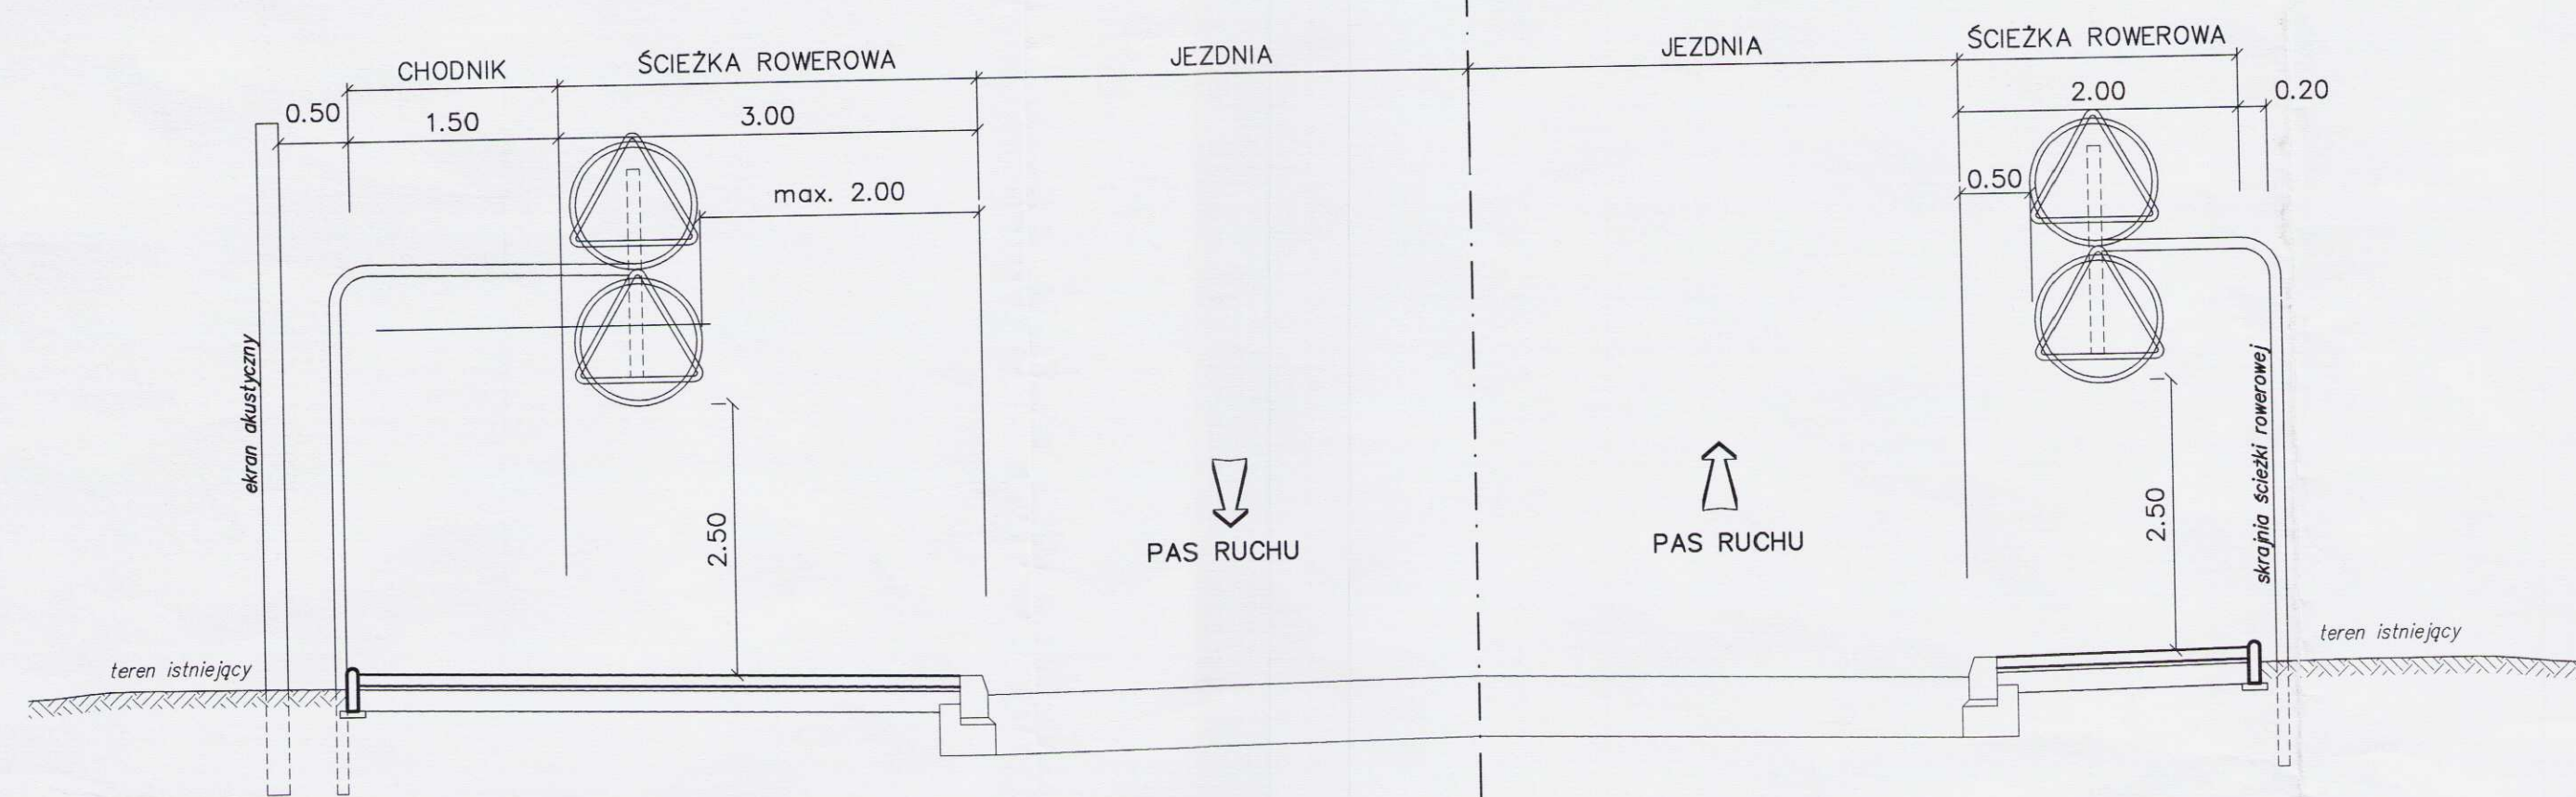 CHODNIK
ŚCIEŻKA ROWEROWA
JEZDNIA
JEZDNIA
ŚCIEŻKA ROWEROWA
0.50
1.50
3.00
2.00
0.20
max. 2.00
0.50
ekran akustyczny
skrajnia ścieżki rowerowej
2.50
2.50
PAS RUCHU
PAS RUCHU
teren istniejący
teren istniejący